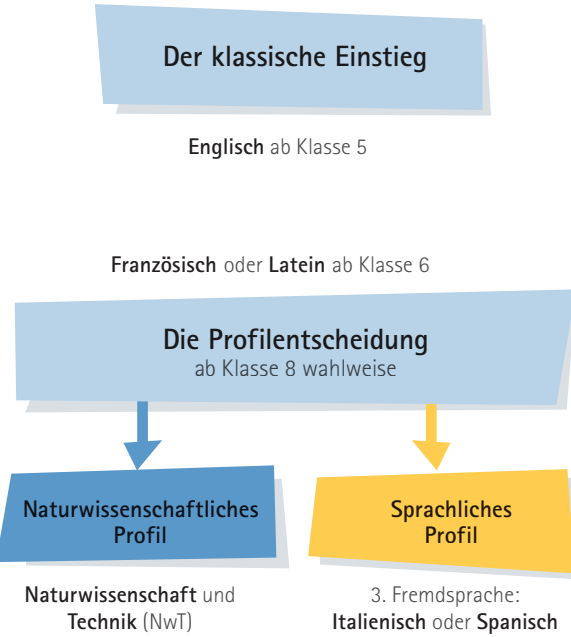 Der klassische Einstieg
Englisch ab Klasse 5
Französisch oder Latein ab Klasse 6
Die Profilentscheidung
ab Klasse 8 wahlweise
Naturwissenschaftliches
Profil
Naturwissenschaft und
Technik (NwT)
Sprachliches
Profil
3. Fremdsprache:
Italienisch oder Spanisch